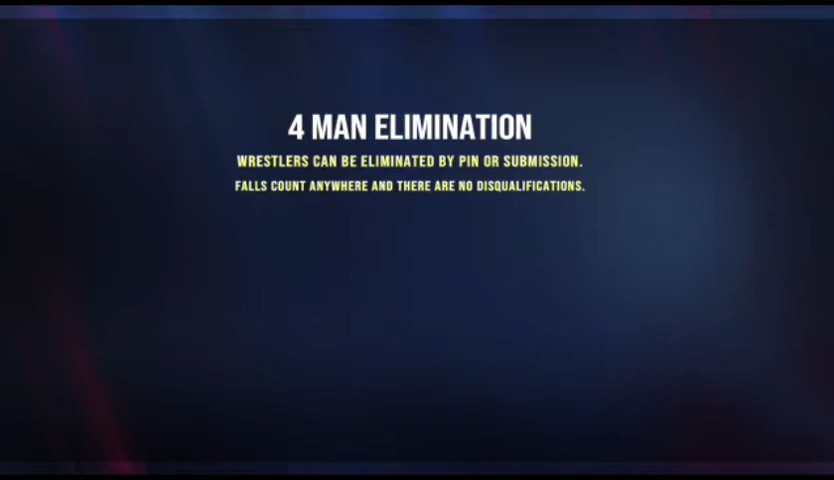 4 MAN ELIMINATION
WRESTLERS CAN BE ELIMINATED BY PIN OR SUBMISSION.
FALLS COUNT ANYWHERE AND THERE ARE NO DISQUALIFICATIONS.